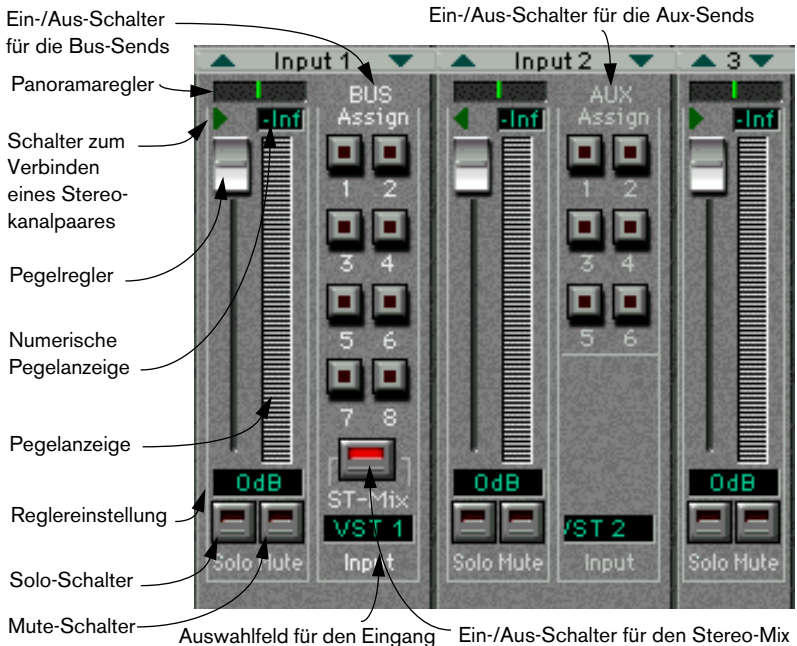 Ein-/Aus-Schalter
für die Bus-Sends
Ein-/Aus-Schalter für die Aux-Sends
Panoramaregler
Schalter zum
Verbinden
eines Stereo-
kanalpaares
Pegelregler
Numerische
Pegelanzeige
Pegelanzeige
Reglereinstellung
Solo-Schalter
Mute-Schalter
Auswahlfeld für den Eingang
Ein-/Aus-Schalter für den Stereo-Mix
Input 1
BUS
Assign
-Inf
1 2
3 4
5 6
7 8
ST-Mix
0dB
VST 1
Solo Mute
Input
Input 2
AUX
Assign
-Inf
1 2
3 4
5 6
0dB
VST 2
Solo Mute
Input
3
-Inf
0dB
Solo Mute